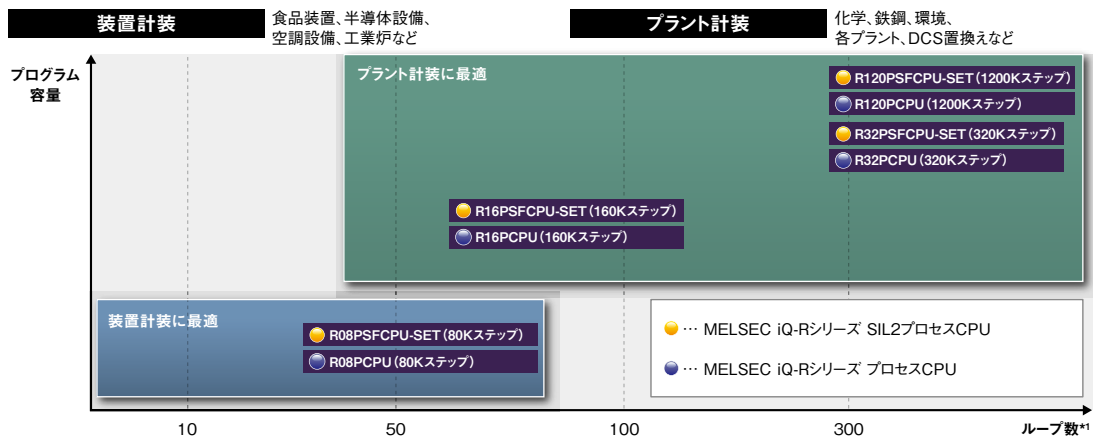 装置計装
食品装置、半導体設備、
空調設備、工業炉など
プラント計装
化学、鉄鋼、環境、
各プラント、DCS置換えなど
プログラム
容量
プラント計装に最適
R120PSFCPU-SET(1200Kステップ)
R120PCPU(1200Kステップ)
R32PSFCPU-SET(320Kステップ)
R32PCPU(320Kステップ)
R16PSFCPU-SET(160Kステップ)
R16PCPU(160Kステップ)
装置計装に最適
R08PSFCPU-SET(80Kステップ)
R08PCPU(80Kステップ)
… MELSEC iQ-Rシリーズ SIL2プロセスCPU
… MELSEC iQ-Rシリーズ プロセスCPU
10 50 100 300 ループ数*1